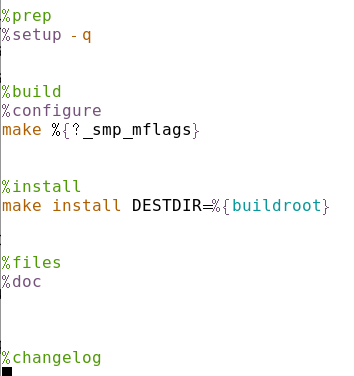 %prep
%setup -q
%build
%configure
make %{?_smp_mflags}
%install
make install DESTDIR=%{buildroot}
%files
%doc
%changelog